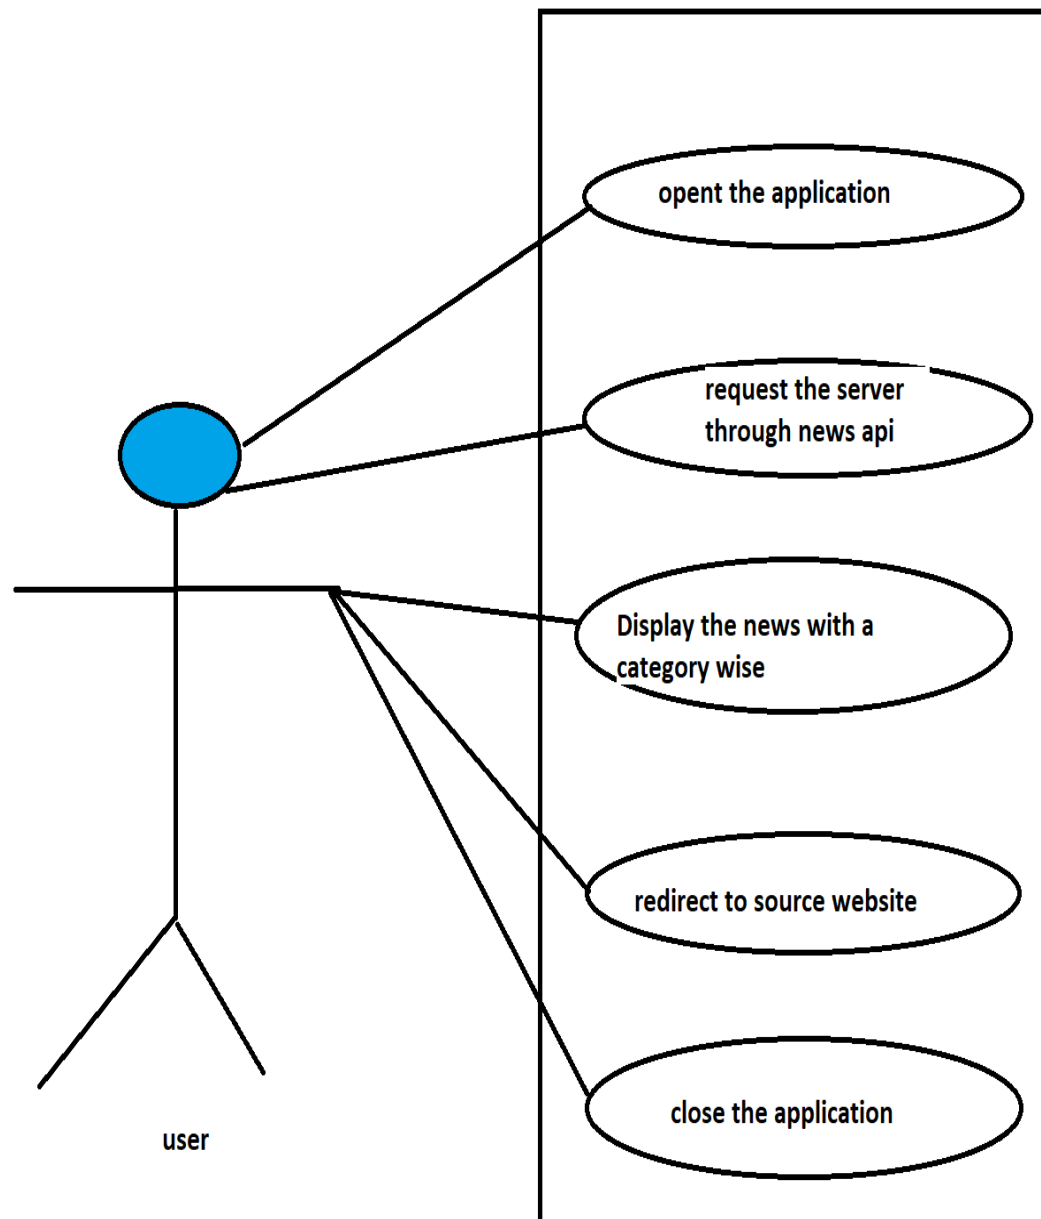 opent the application
request the server
through news api
Display the news with a
category wise
redirect to source website
close the application
user